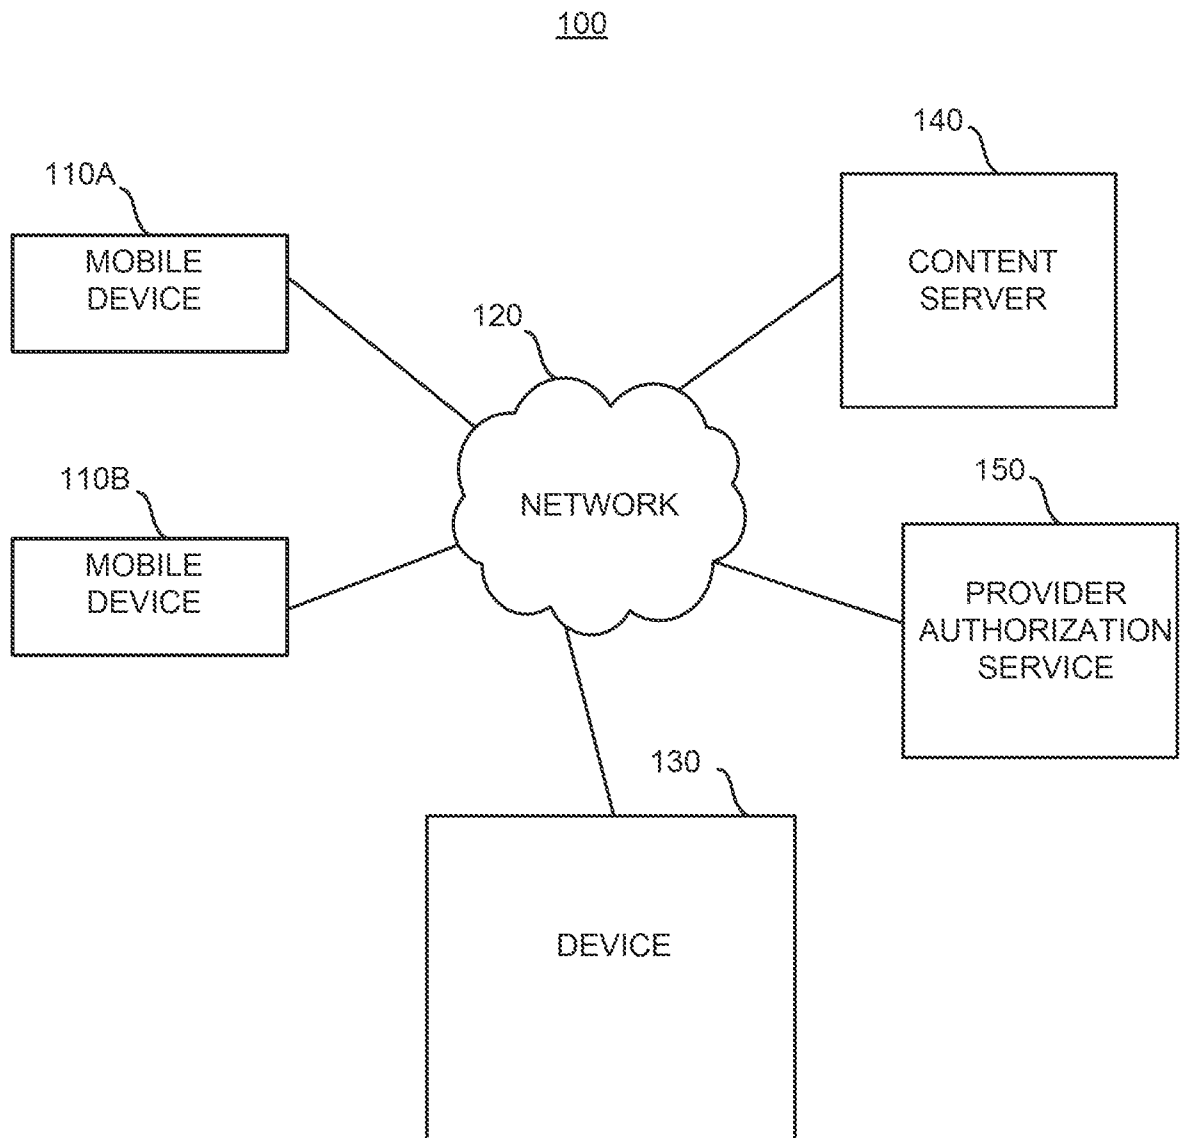 100
140
110A
MOBILE
DEVICE
CONTENT
SERVER
120
110B
MOBILE
DEVICE
NETWORK
150
PROVIDER
AUTHORIZATION
SERVICE
130
DEVICE